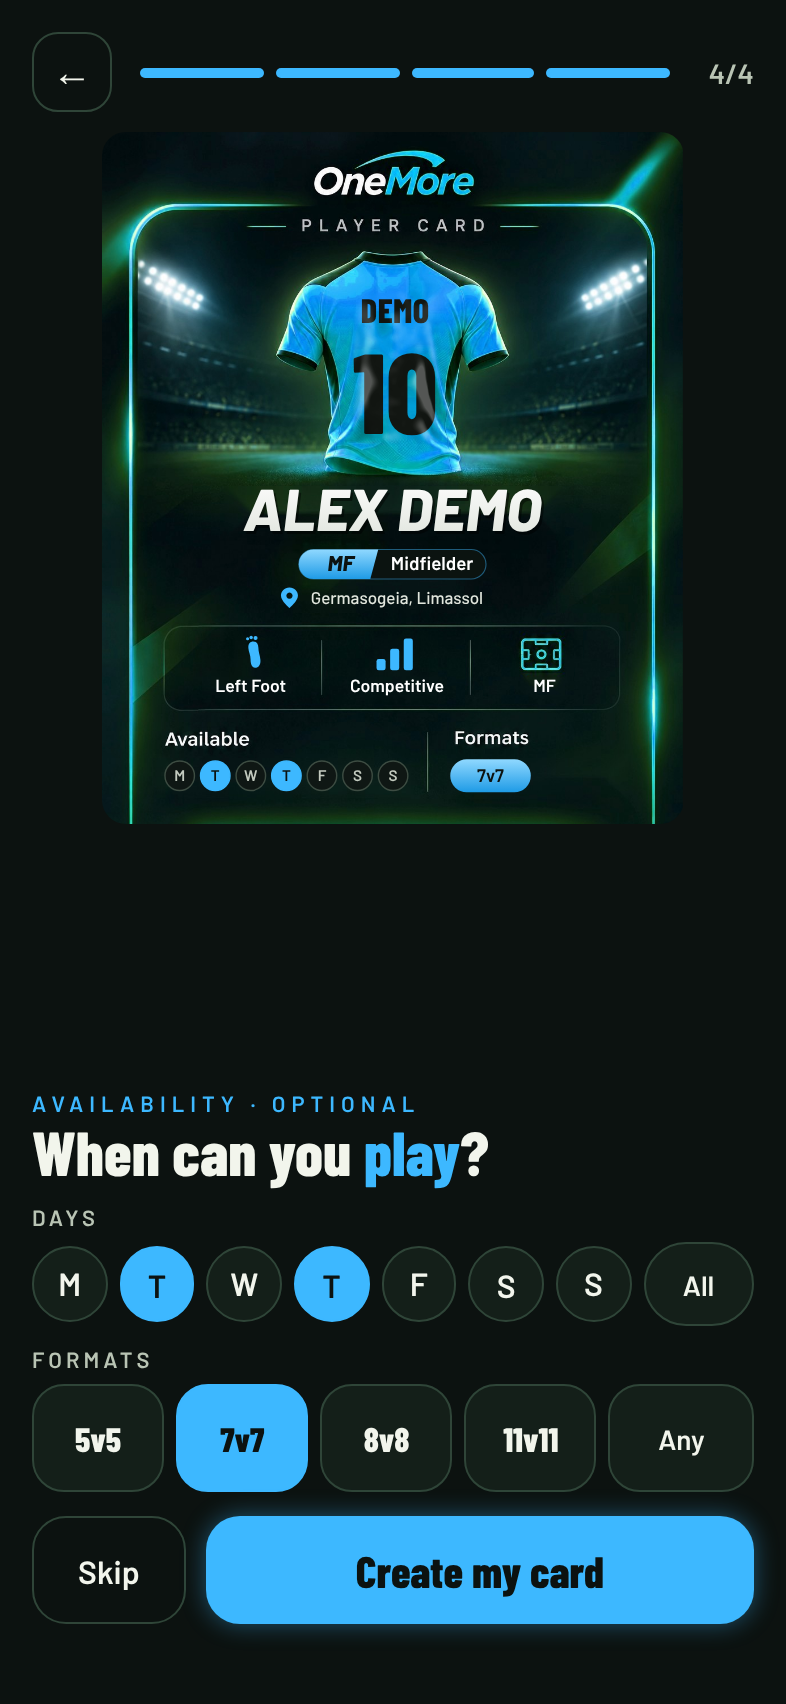 ←
4/4
OneMore
PLAYER CARD
DEMO
10
ALEX DEMO
MF Midfielder
Germasogeia, Limassol
Left Foot Competitive MF
Available Formats
M T W T F S S 7v7
AVAILABILITY · OPTIONAL
When can you play?
DAYS
M T W T F S S All
FORMATS
5v5 7v7 8v8 11v11 Any
Skip Create my card